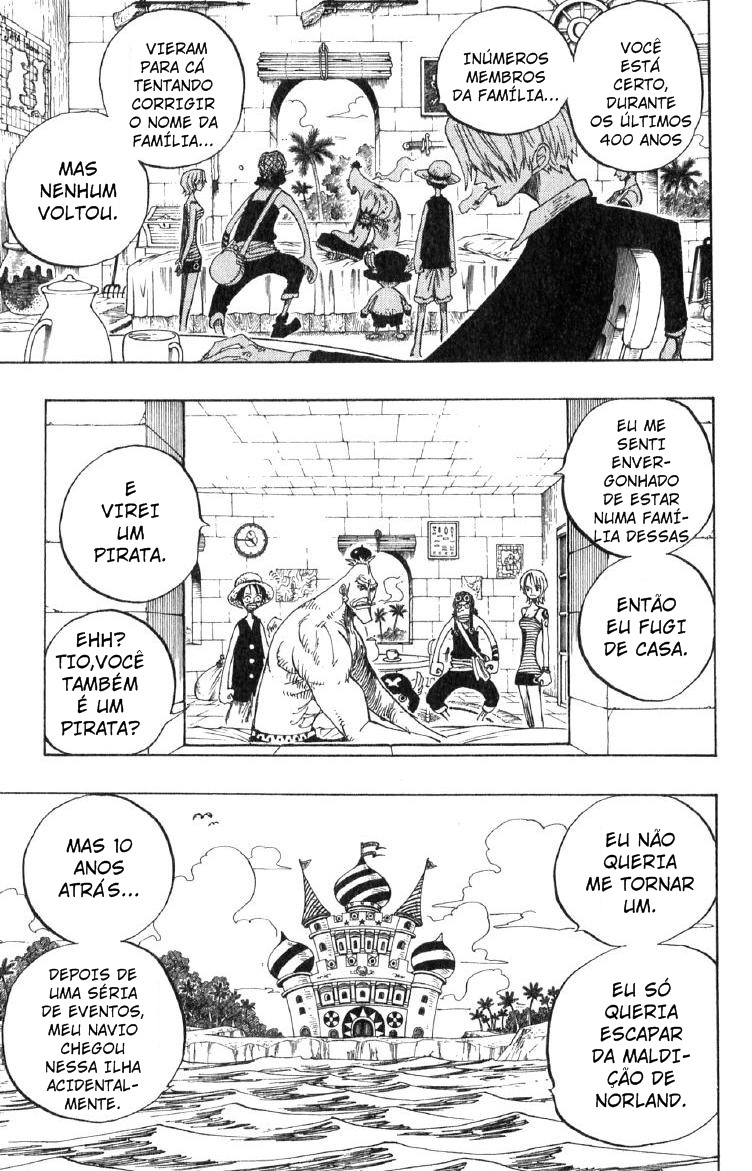 VOCÊ
ESTÁ
CERTO,
DURANTE
OS ÚLTIMOS
400 ANOS
INÚMEROS
MEMBROS
DA FAMÍLIA...
VIERAM
PARA CÁ
TENTANDO
CORRIGIR
O NOME DA
FAMÍLIA...
MAS
NENHUM
VOLTOU.
EU ME
SENTI
ENVER-
GONHADO
DE ESTAR
NUMA FAMÍ-
LIA DESSAS
ENTÃO
EU FUGI
DE CASA.
E
VIREI
UM
PIRATA.
EHH?
TIO,VOCÊ
TAMBÉM
É UM
PIRATA?
EU NÃO
QUERIA
ME TORNAR
UM.
EU SÓ
QUERIA
ESCAPAR
DA MALDI-
ÇÃO DE
NORLAND.
MAS 10
ANOS
ATRÁS...
DEPOIS DE
UMA SÉRIA
DE EVENTOS,
MEU NAVIO
CHEGOU
NESSA ILHA
ACIDENTAL-
MENTE.